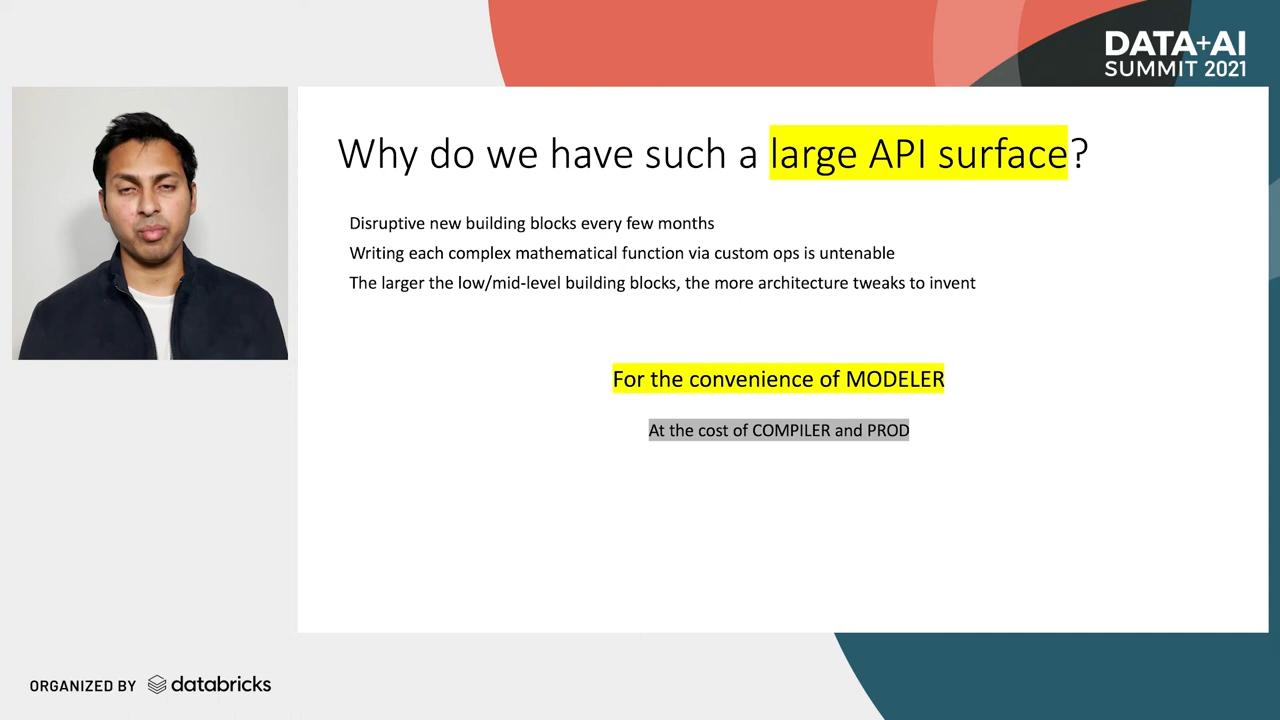 DATA+AI
SUMMIT 2021
Why do we have such a large API surface?
Disruptive new building blocks every few months
Writing each complex mathematical function via custom ops is untenable
The larger the low/mid-level building blocks, the more architecture tweaks to invent
For the convenience of MODELER
At the cost of COMPILER and PROD
ORGANIZED BY databricks